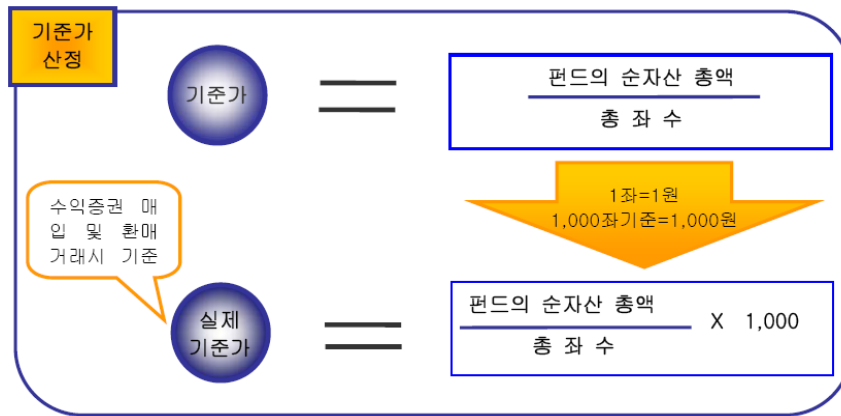 기준가
산정
기준가
펀드의 순자산 총액
총 좌 수
1좌=1원
1,000좌기준=1,000원
수익증권 매
입 및 환매
거래시 기준
실제
기준가
펀드의 순자산 총액
총 좌 수
X 1,000